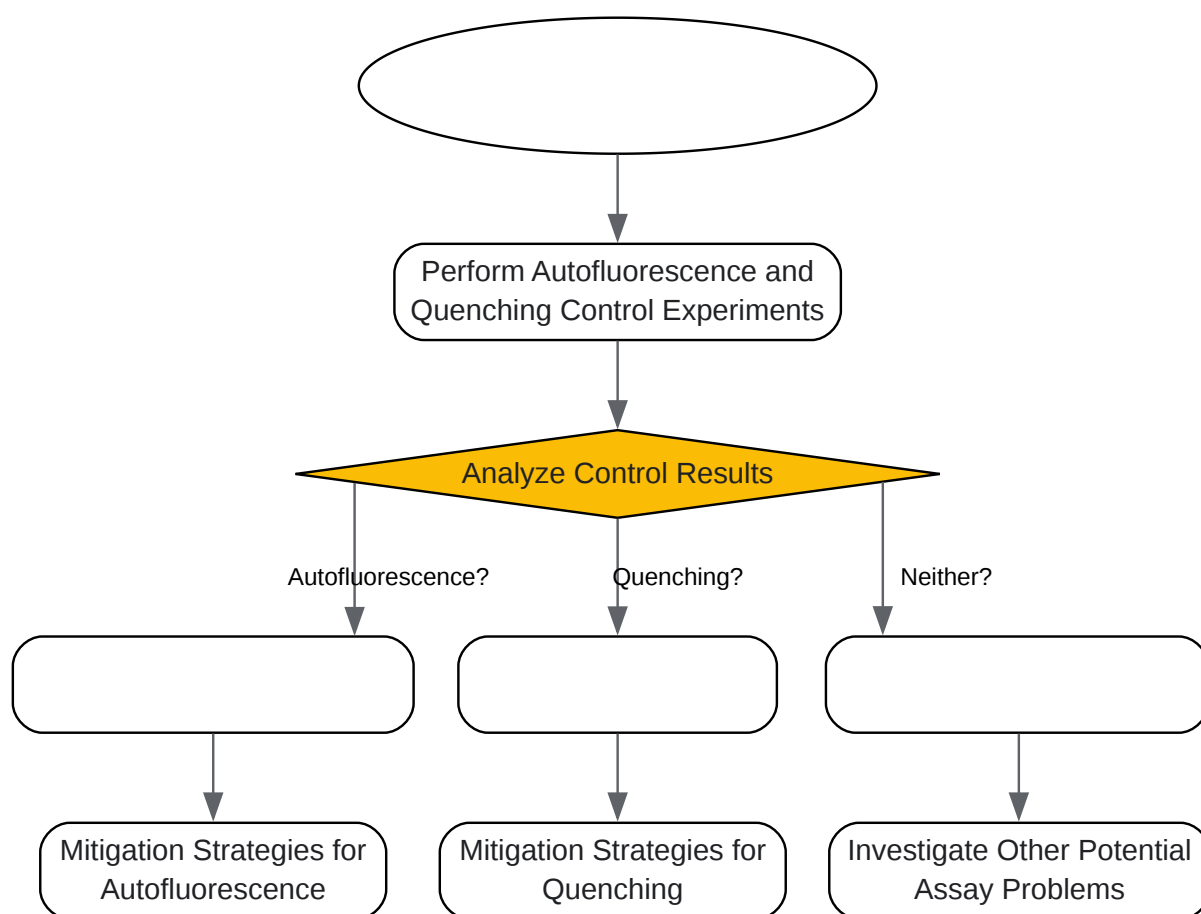 Perform Autofluorescence and
Quenching Control Experiments
Analyze Control Results
Autofluorescence?
Quenching?
Neither?
Mitigation Strategies for
Autofluorescence
Mitigation Strategies for
Quenching
Investigate Other Potential
Assay Problems